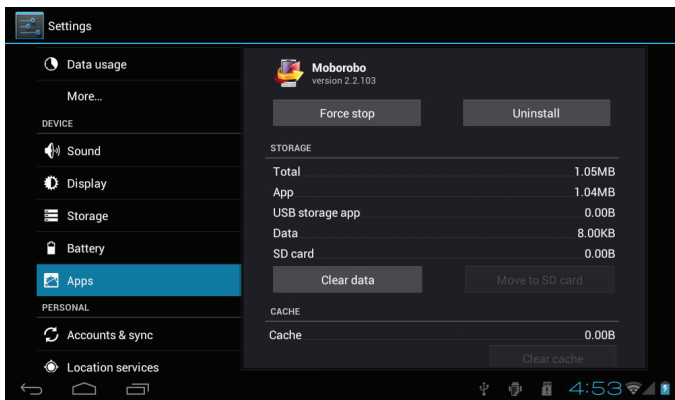 Settings
Data usage
More...
DEVICE
Sound
Display
Storage
Battery
Apps
PERSONAL
Accounts & sync
Location services
Moborobo
version 2.2.103
Force stop
Uninstall
STORAGE
Total 1.05MB
App 1.04MB
USB storage app 0.00B
Data 8.00KB
SD card 0.00B
Clear data
Move to SD card
CACHE
Cache 0.00B
Clear cache
4:53